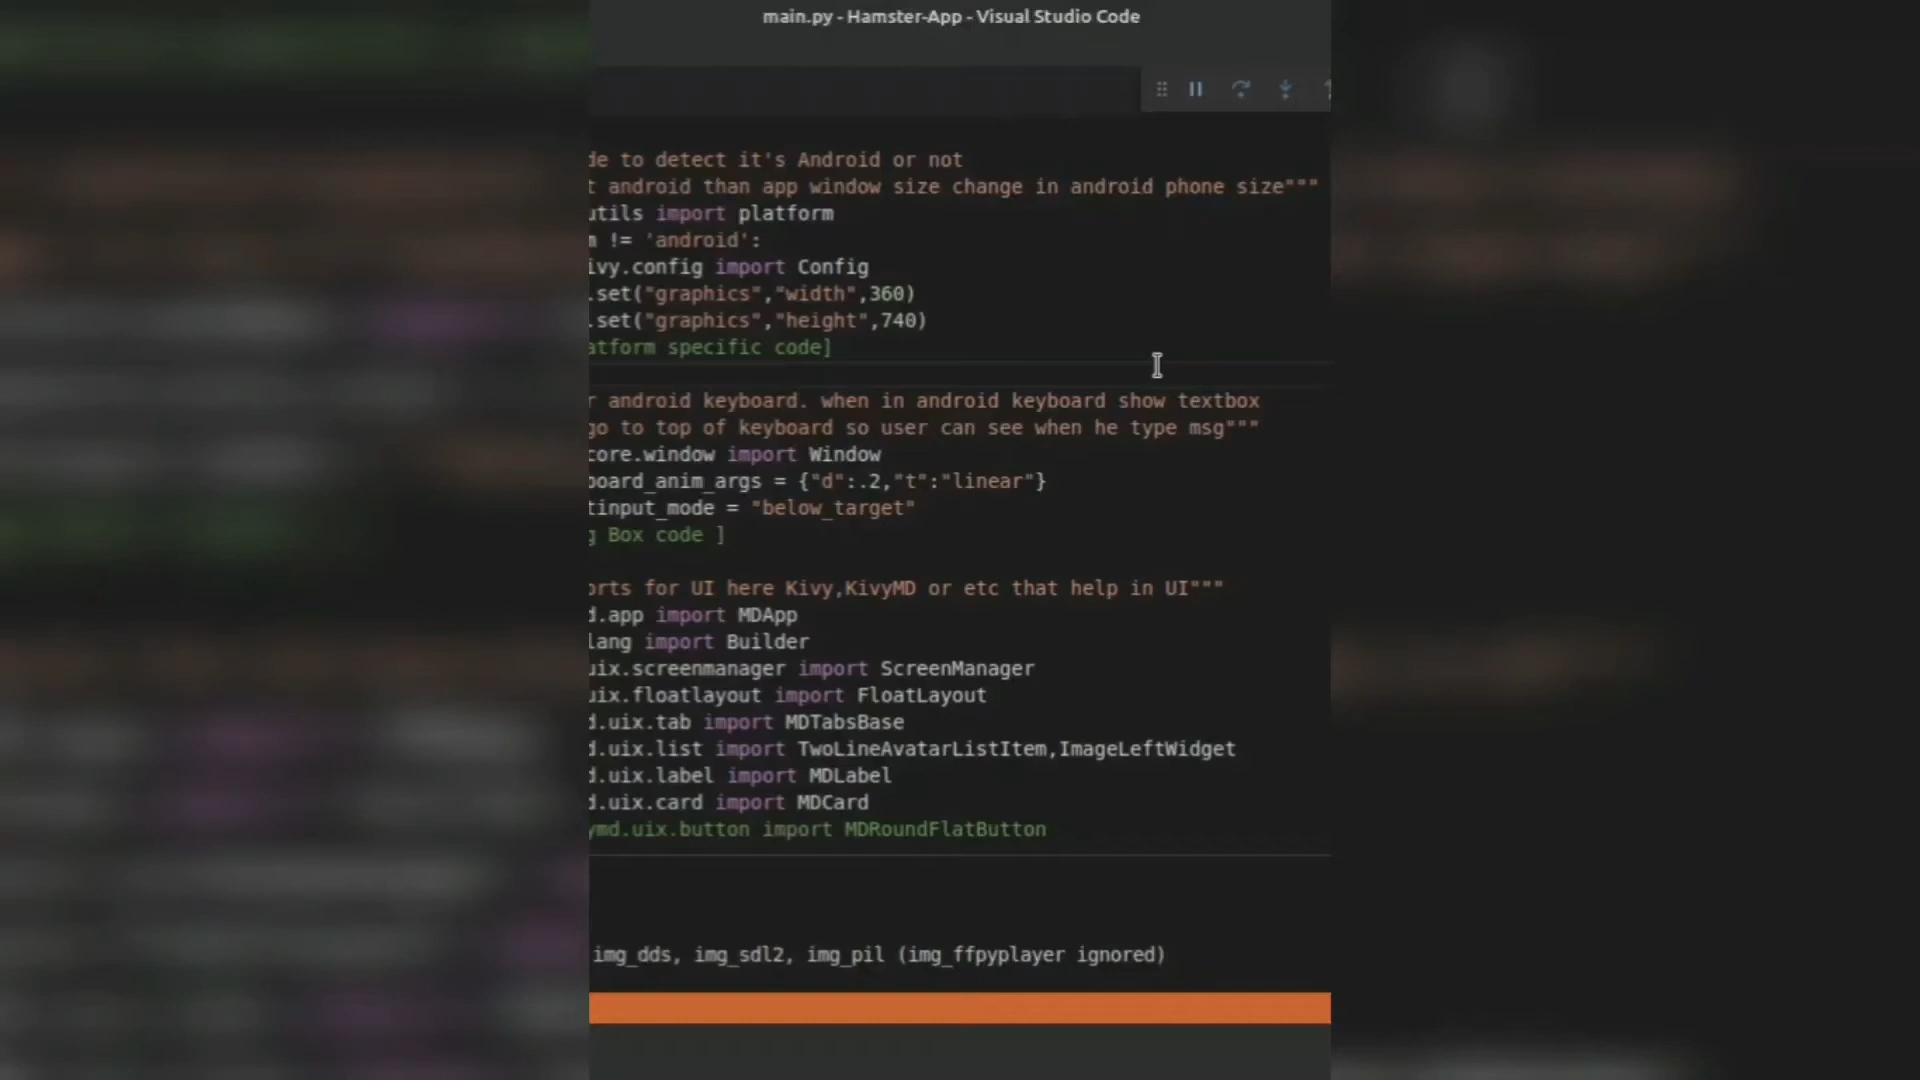 main.py - Hamster-App - Visual Studio Code
de to detect it's Android or not
t android than app window size change in android phone size"""
utils import platform
m != 'android':
ivy.config import Config
.set("graphics","width",360)
.set("graphics","height",740)
atform specific code]
r android keyboard. when in android keyboard show textbox
go to top of keyboard so user can see when he type msg"""
core.window import Window
board_anim_args = {"d":.2,"t":"linear"}
tinput_mode = "below_target"
g Box code ]
orts for UI here Kivy,KivyMD or etc that help in UI"""
d.app import MDApp
lang import Builder
uix.screenmanager import ScreenManager
uix.floatlayout import FloatLayout
d.uix.tab import MDTabsBase
d.uix.list import TwoLineAvatarListItem,ImageLeftWidget
d.uix.label import MDLabel
d.uix.card import MDCard
ymd.uix.button import MDRoundFlatButton
img_dds, img_sdl2, img_pil (img_ffpyplayer ignored)